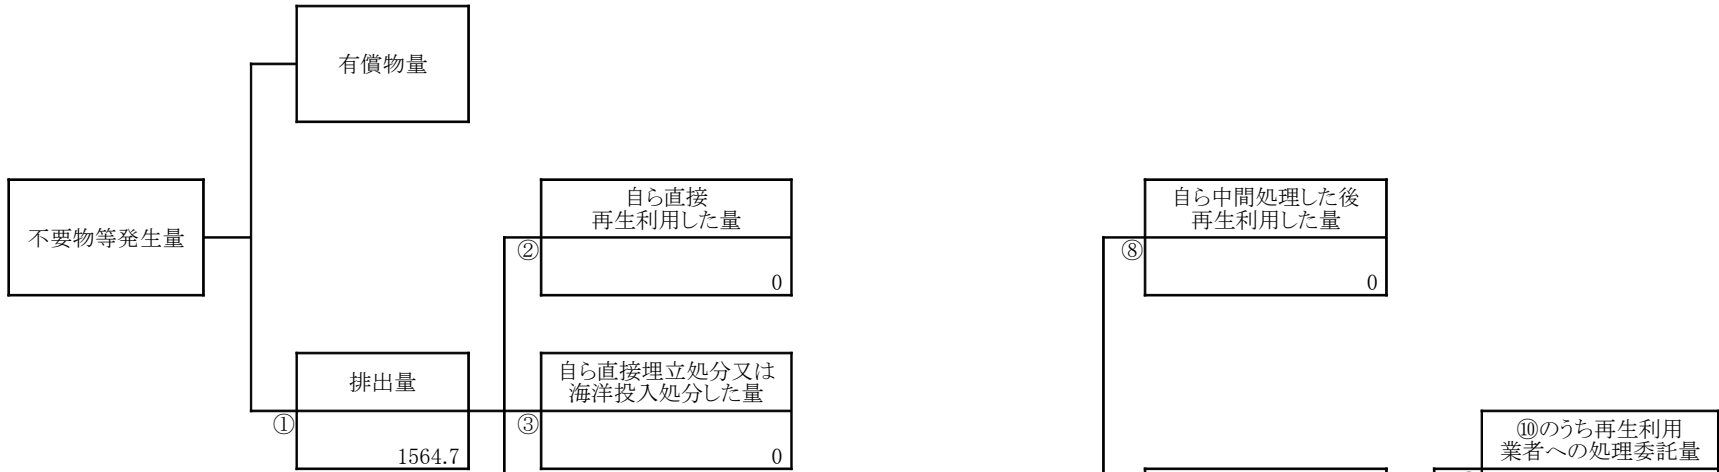 有償物量
不要物等発生量
自ら直接
再生利用した量
②
0
自ら中間処理した後
再生利用した量
⑧
0
排出量
①
1564.7
自ら直接埋立処分又は
海洋投入処分した量
③
0
⑩のうち再生利用
業者への処理委託量